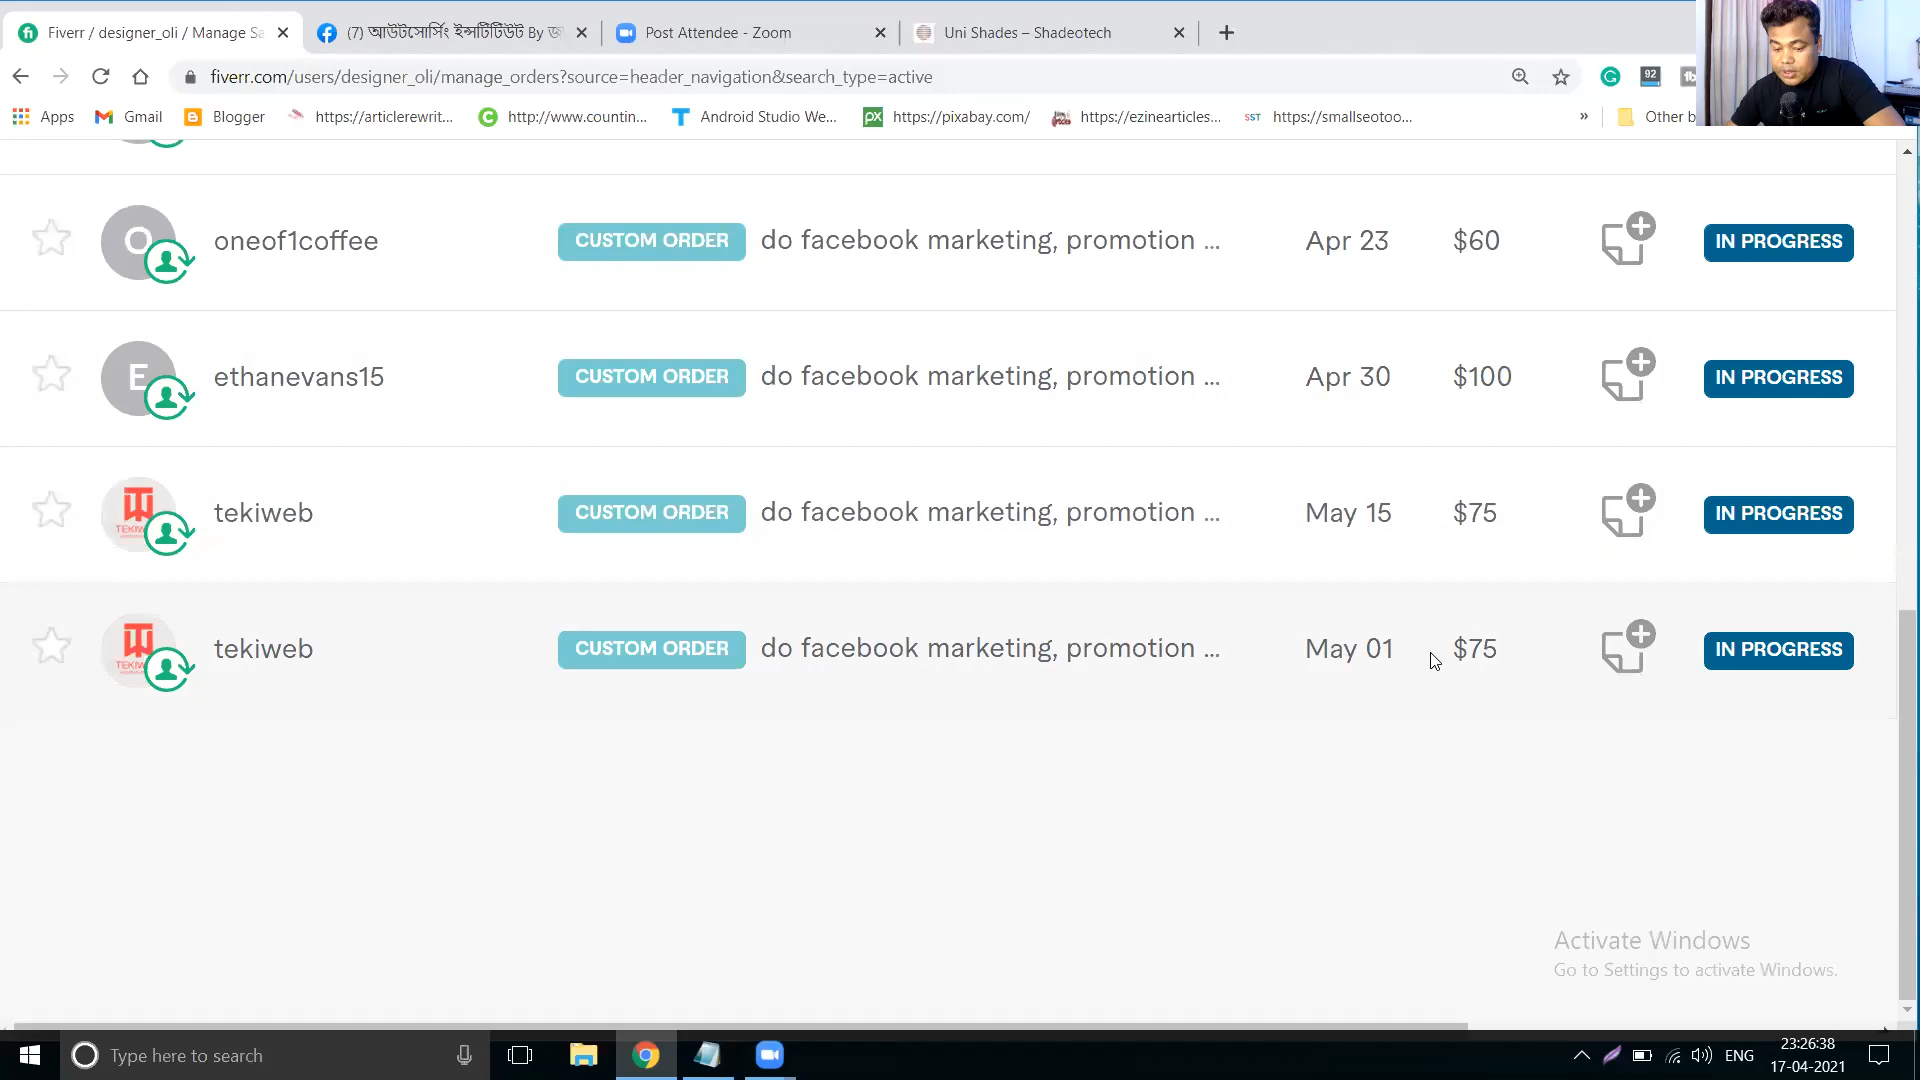 Fiverr / designer_oli / Manage Sa
(7) আউটসোর্সিং ইন্সটিটিউট By জা
Post Attendee - Zoom
Uni Shades – Shadeotech
fiverr.com/users/designer_oli/manage_orders?source=header_navigation&search_type=active
92
Apps
Gmail
Blogger
https://articlerewrit...
http://www.countin...
Android Studio We...
https://pixabay.com/
https://ezinearticles...
SST
https://smallseotoo...
»
Other b
O oneof1coffee CUSTOM ORDER do facebook marketing, promotion ... Apr 23 $60 IN PROGRESS
E ethanevans15 CUSTOM ORDER do facebook marketing, promotion ... Apr 30 $100 IN PROGRESS
tekiweb CUSTOM ORDER do facebook marketing, promotion ... May 15 $75 IN PROGRESS
tekiweb CUSTOM ORDER do facebook marketing, promotion ... May 01 $75 IN PROGRESS
Activate Windows
Go to Settings to activate Windows.
Type here to search
ENG
23:26:38
17-04-2021